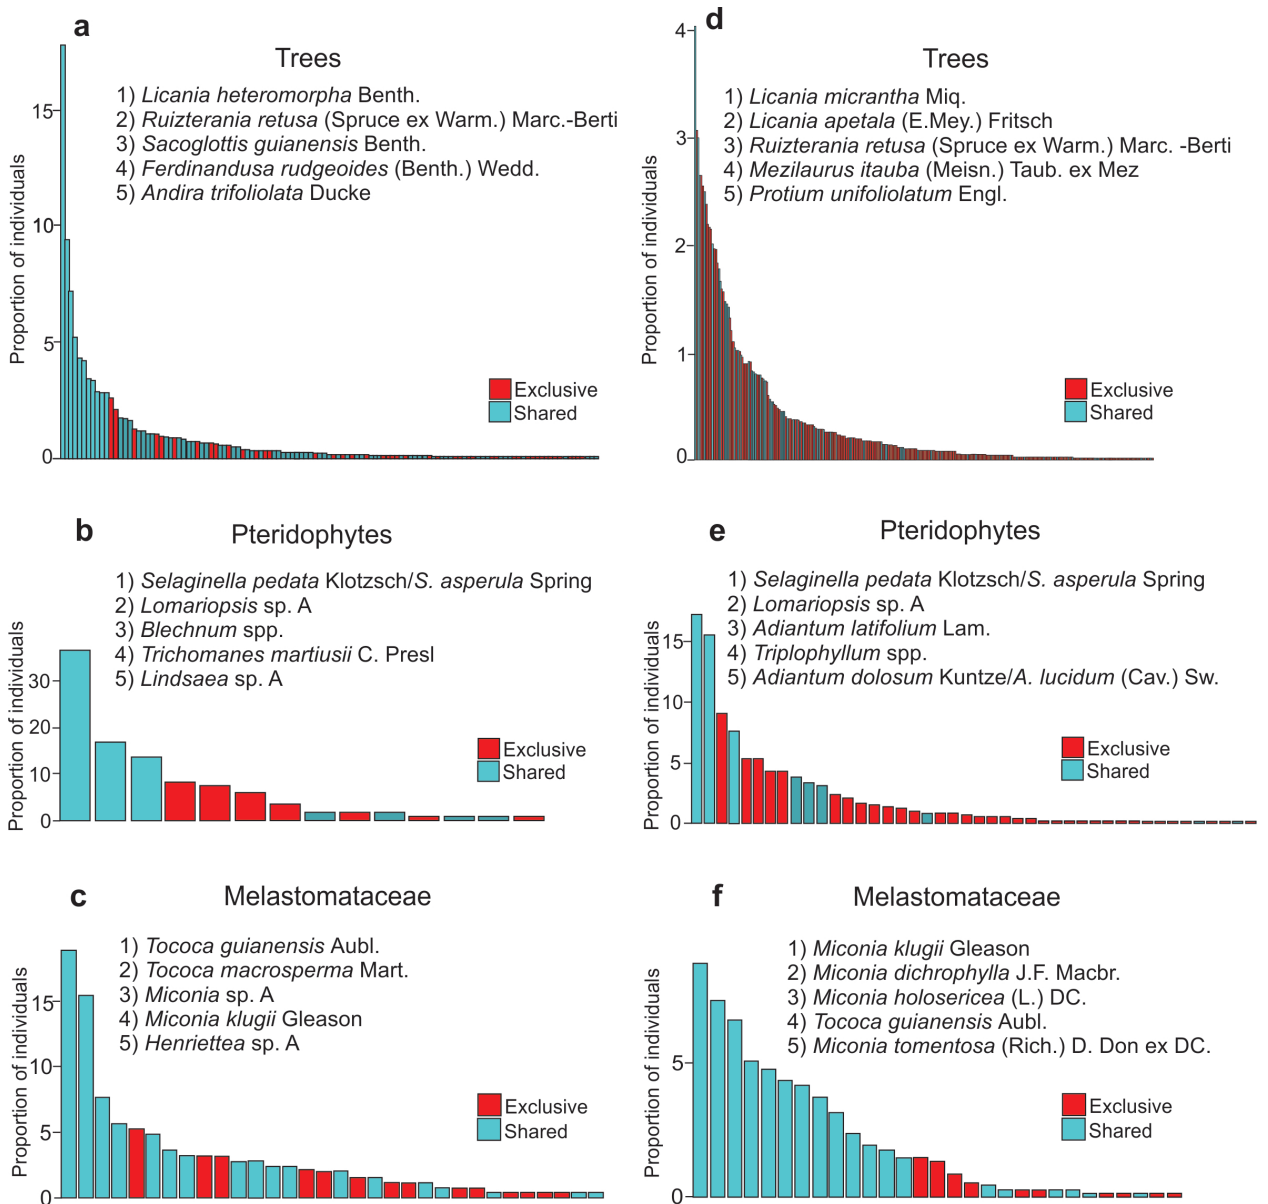 a
Trees
1) Licania heteromorpha Benth.
2) Ruizterania retusa (Spruce ex Warm.) Marc.-Berti
3) Sacoglottis guianensis Benth.
4) Ferdinandusa rudgeoides (Benth.) Wedd.
5) Andira trifoliolata Ducke
Proportion of individuals
15
10
5
0
Exclusive
Shared
d
Trees
1) Licania micrantha Miq.
2) Licania apetala (E.Mey.) Fritsch
3) Ruizterania retusa (Spruce ex Warm.) Marc. -Berti
4) Mezilaurus itauba (Meisn.) Taub. ex Mez
5) Protium unifoliolatum Engl.
Proportion of individuals
4
3
2
1
0
Exclusive
Shared
b
Pteridophytes
1) Selaginella pedata Klotzsch/S. asperula Spring
2) Lomariopsis sp. A
3) Blechnum spp.
4) Trichomanes martiusii C. Presl
5) Lindsaea sp. A
Proportion of individuals
30
20
10
0
Exclusive
Shared
e
Pteridophytes
1) Selaginella pedata Klotzsch/S. asperula Spring
2) Lomariopsis sp. A
3) Adiantum latifolium Lam.
4) Triplophyllum spp.
5) Adiantum dolosum Kuntze/A. lucidum (Cav.) Sw.
Proportion of individuals
15
10
5
0
Exclusive
Shared
c
Melastomataceae
1) Tococa guianensis Aubl.
2) Tococa macrosperma Mart.
3) Miconia sp. A
4) Miconia klugii Gleason
5) Henriettea sp. A
Proportion of individuals
15
10
5
0
Exclusive
Shared
f
Melastomataceae
1) Miconia klugii Gleason
2) Miconia dichrophylla J.F. Macbr.
3) Miconia holosericea (L.) DC.
4) Tococa guianensis Aubl.
5) Miconia tomentosa (Rich.) D. Don ex DC.
Proportion of individuals
5
0
Exclusive
Shared